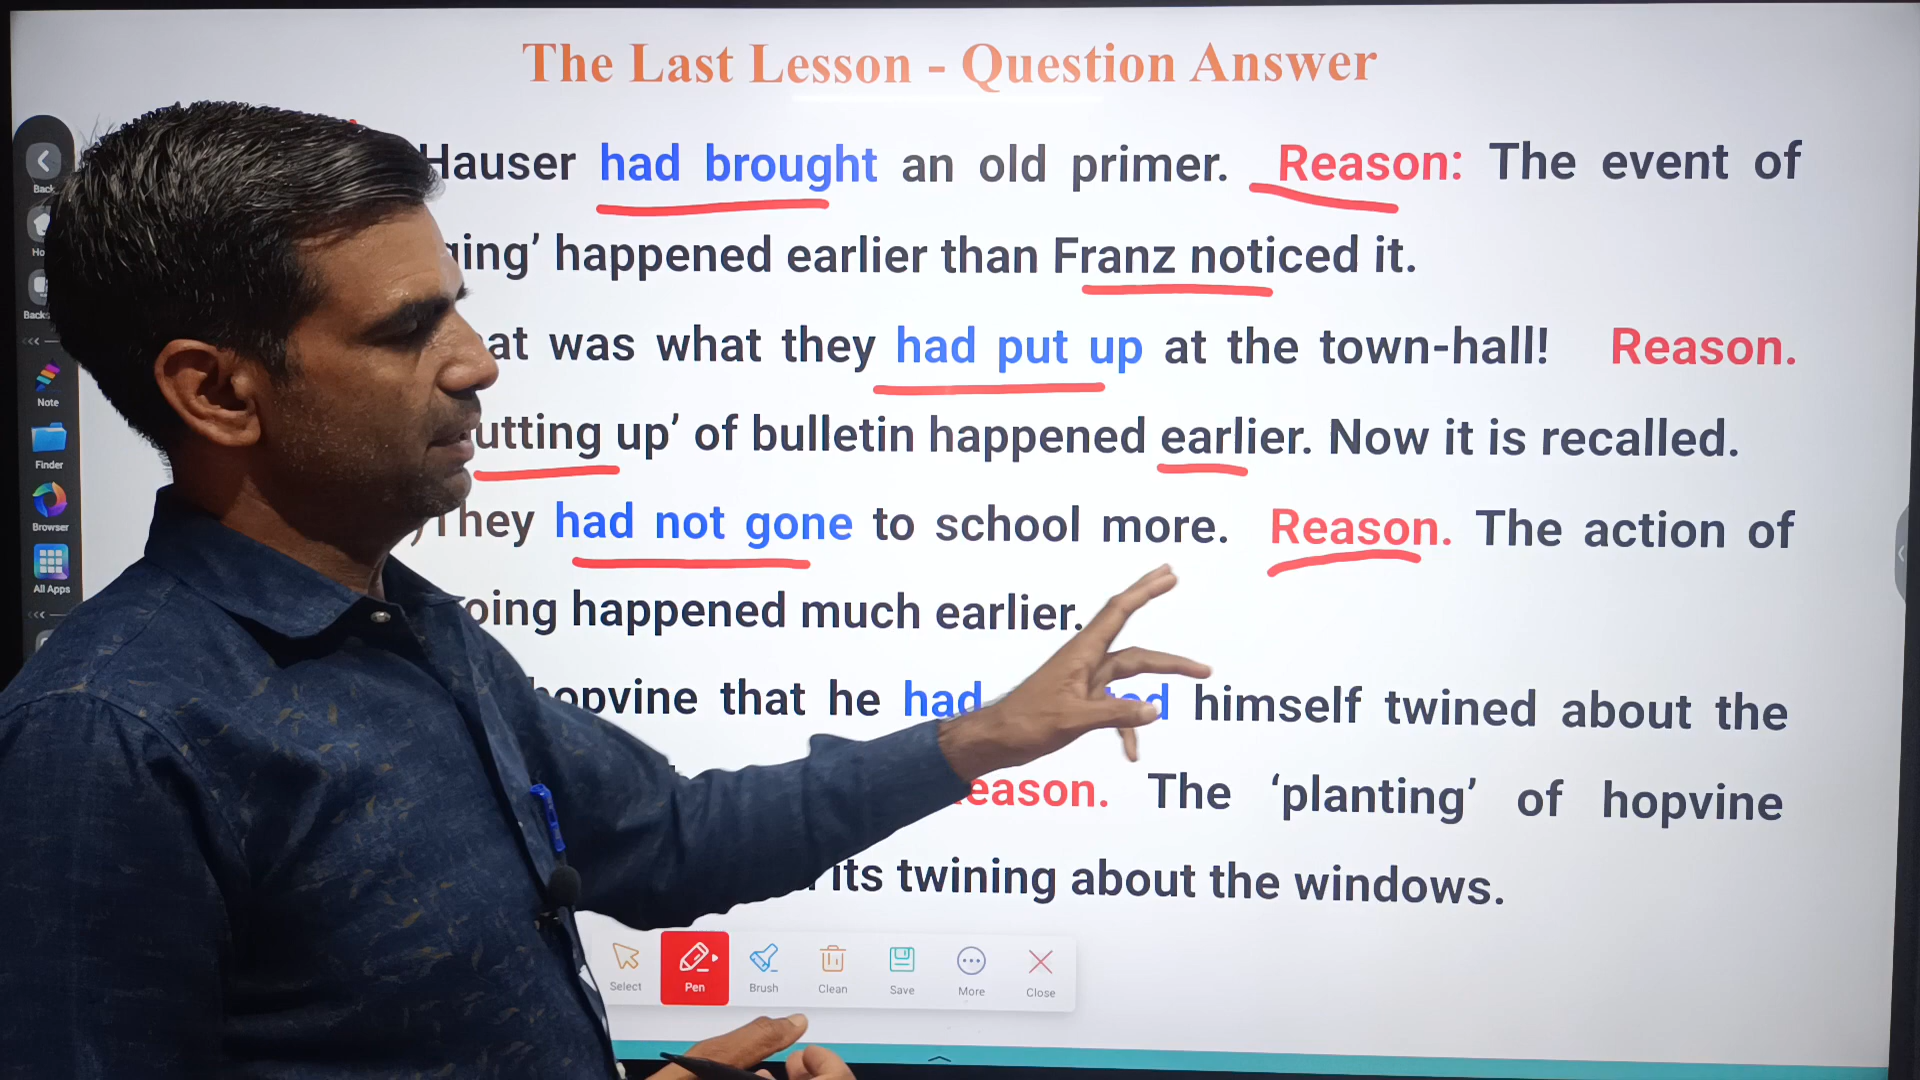 The Last Lesson - Question Answer
Hauser had brought an old primer. Reason: The event of
ging’ happened earlier than Franz noticed it.
at was what they had put up at the town-hall! Reason.
utting up’ of bulletin happened earlier. Now it is recalled.
They had not gone to school more. Reason. The action of
oing happened much earlier.
hopvine that he had himself twined about the
eason. The ‘planting’ of hopvine
its twining about the windows.
Back
Note
Finder
Browser
All Apps
Select Pen Brush Clean Save More Close